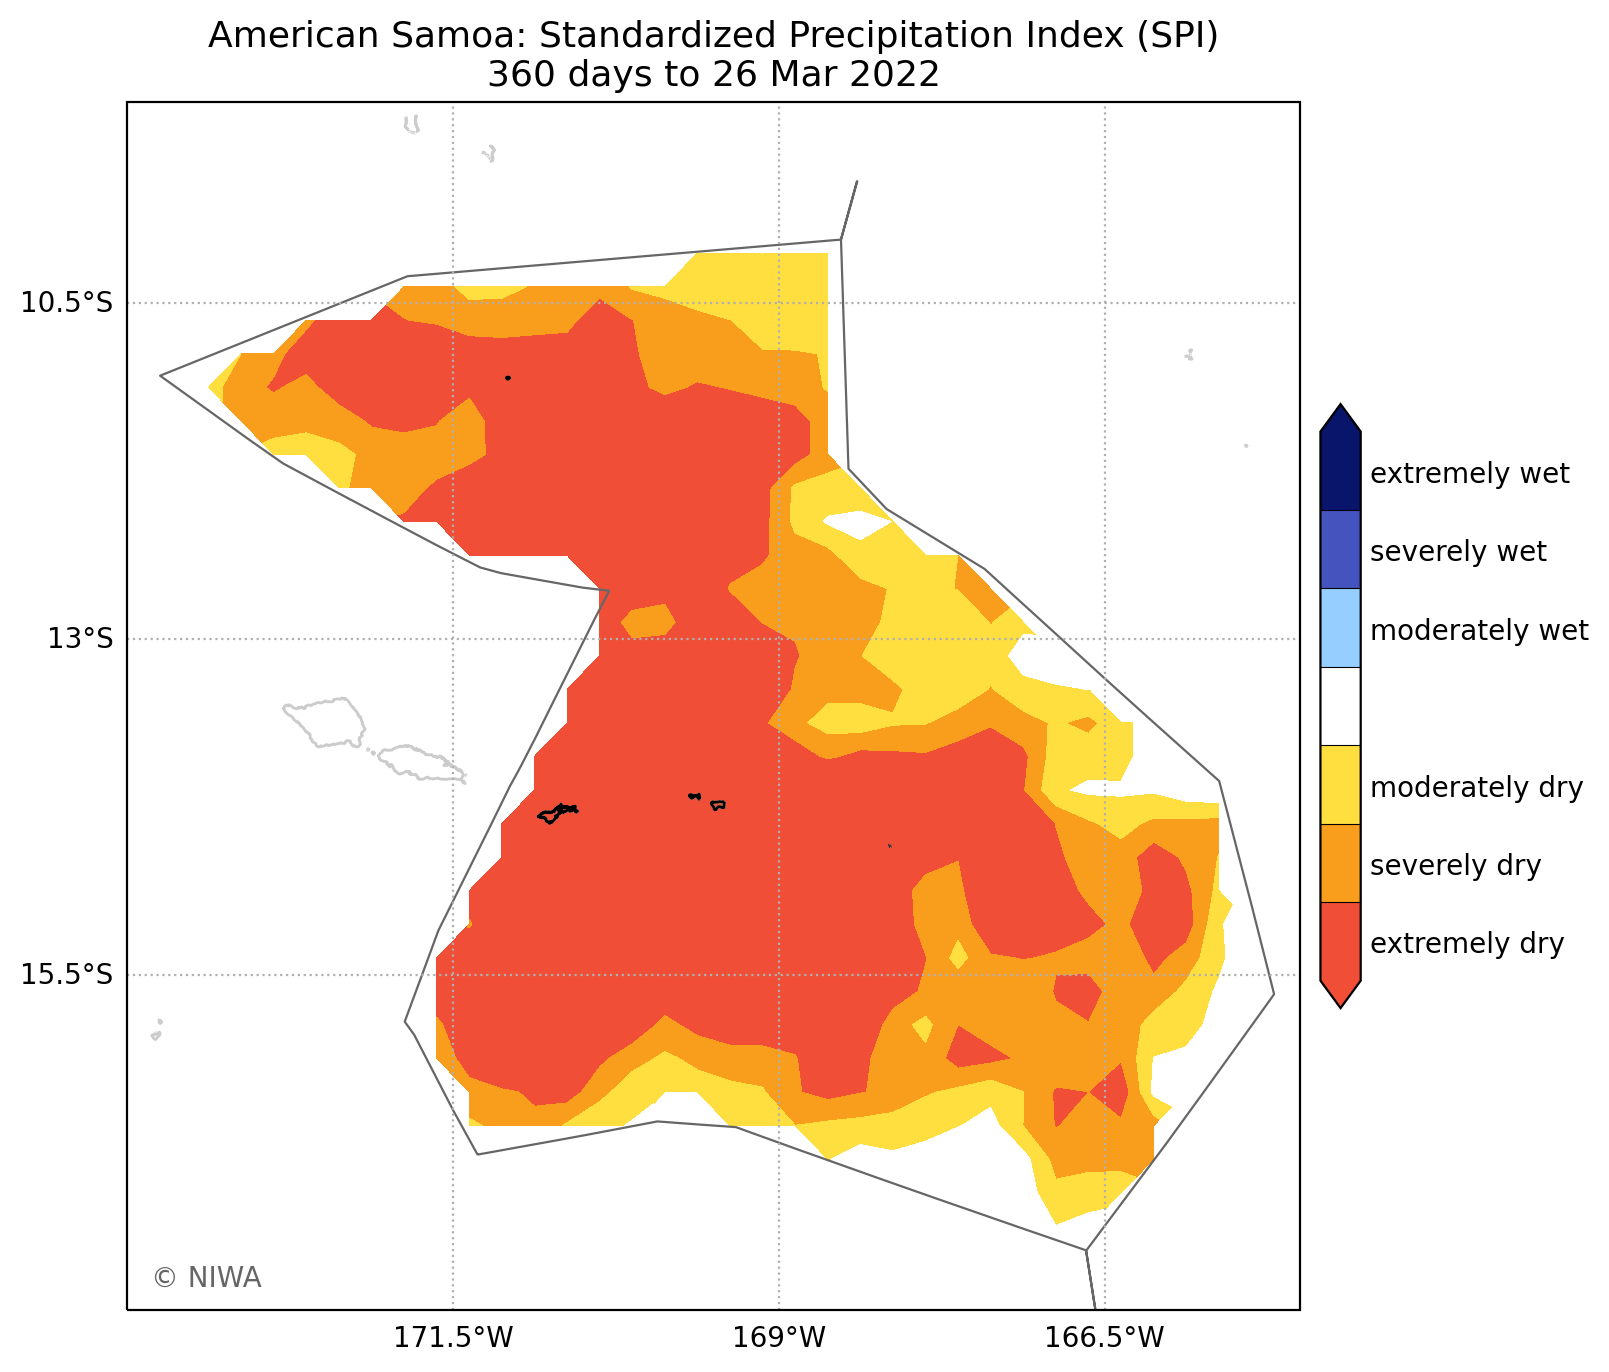 American Samoa: Standardized Precipitation Index (SPI)
360 days to 26 Mar 2022
10.5°S
13°S
15.5°S
171.5°W
169°W
166.5°W
extremely wet
severely wet
moderately wet
moderately dry
severely dry
extremely dry
© NIWA